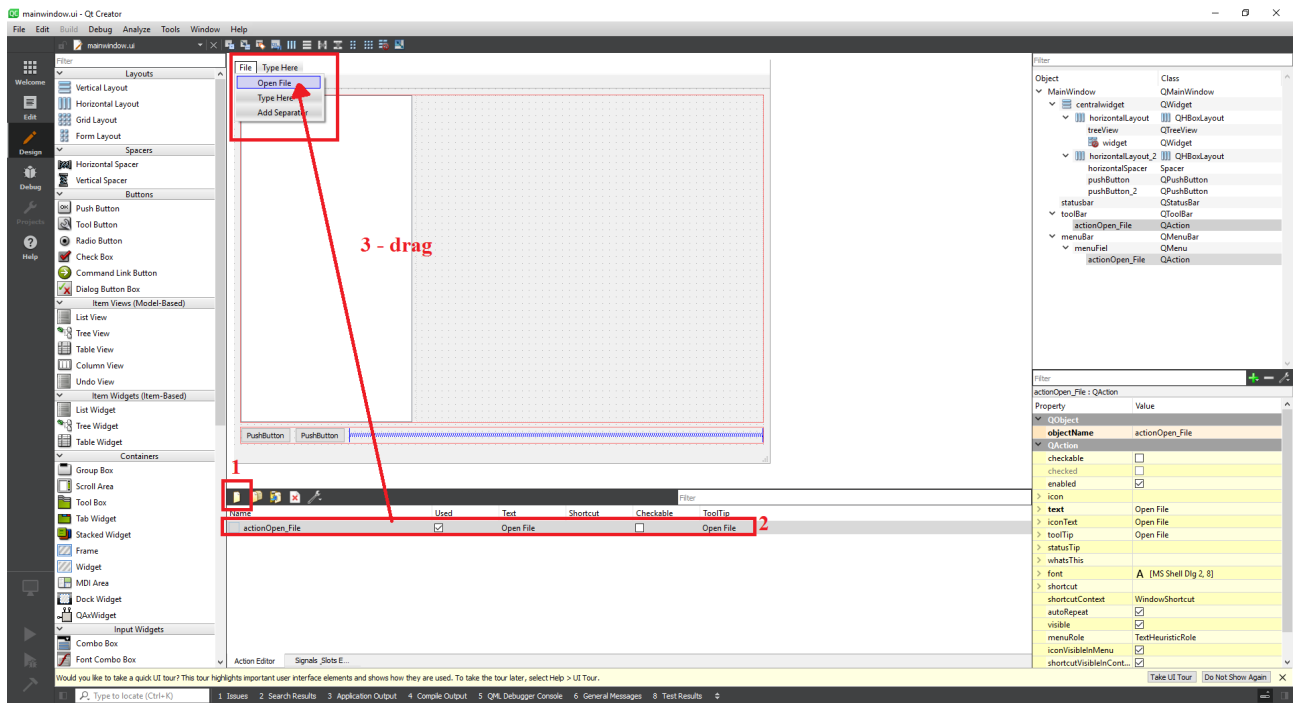 mainwindow.ui - Qt Creator
File Edit Build Debug Analyze Tools Window Help
mainwindow.ui
Welcome
Edit
Design
Debug
Projects
Help
Filter
Layouts
Vertical Layout
Horizontal Layout
Grid Layout
Form Layout
Spacers
Horizontal Spacer
Vertical Spacer
Buttons
Push Button
Tool Button
Radio Button
Check Box
Command Link Button
Dialog Button Box
Item Views (Model-Based)
List View
Tree View
Table View
Column View
Undo View
Item Widgets (Item-Based)
List Widget
Tree Widget
Table Widget
Containers
Group Box
Scroll Area
Tool Box
Tab Widget
Stacked Widget
Frame
Widget
MDI Area
Dock Widget
QAxWidget
Input Widgets
Combo Box
Font Combo Box
File Type Here
Open File
Type Here
Add Separator
3 - drag
PushButton PushButton
1
Filter
Name Used Text Shortcut Checkable ToolTip
actionOpen_File Open File Open File
2
Action Editor Signals _Slots E...
Filter
Object Class
MainWindow QMainWindow
centralwidget QWidget
horizontalLayout QHBoxLayout
treeView QTreeView
widget QWidget
horizontalLayout_2 QHBoxLayout
horizontalSpacer Spacer
pushButton QPushButton
pushButton_2 QPushButton
statusbar QStatusBar
toolBar QToolBar
actionOpen_File QAction
menuBar QMenuBar
menuFiel QMenu
actionOpen_File QAction
Filter
actionOpen_File : QAction
Property Value
QObject
objectName actionOpen_File
QAction
checkable
checked
enabled
icon
text Open File
iconText Open File
toolTip Open File
statusTip
whatsThis
font A [MS Shell Dlg 2, 8]
shortcut
shortcutContext WindowShortcut
autoRepeat
visible
menuRole TextHeuristicRole
iconVisibleInMenu
shortcutVisibleInCont...
Would you like to take a quick UI tour? This tour highlights important user interface elements and shows how they are used. To take the tour later, select Help > UI Tour.
Take UI Tour Do Not Show Again
Type to locate (Ctrl+K) 1 Issues 2 Search Results 3 Application Output 4 Compile Output 5 QML Debugger Console 6 General Messages 8 Test Results